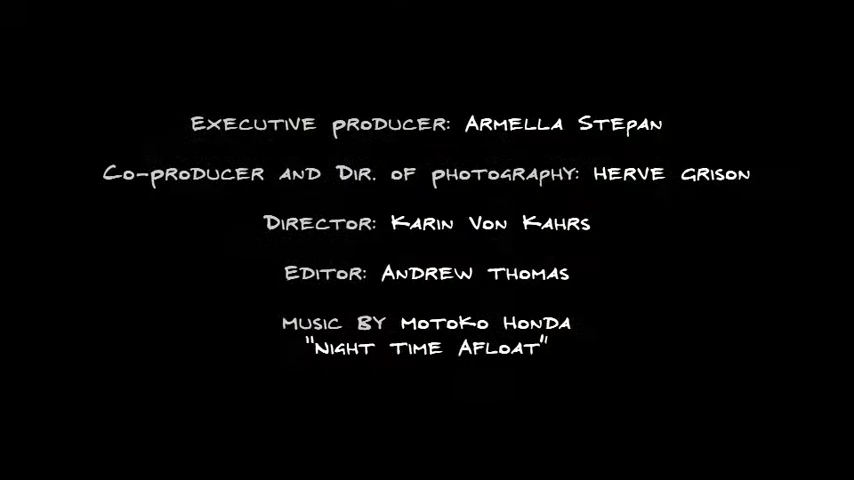 Executive producer: Armella Stepan
Co-producer and Dir. of photography: Herve Grison
Director: Karin Von Kahrs
Editor: Andrew Thomas
Music by Motoko Honda
"Night Time Afloat"